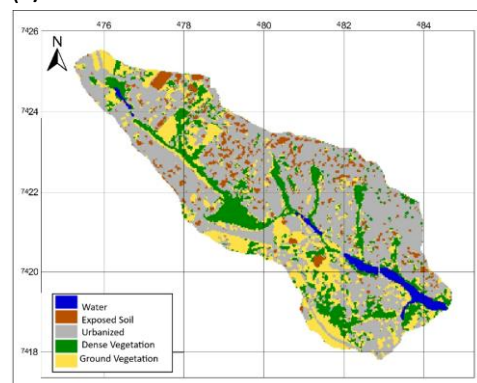 476 478 480 482 484
7426
N
7424
7422
7420
7418
Water
Exposed Soil
Urbanized
Dense Vegetation
Ground Vegetation